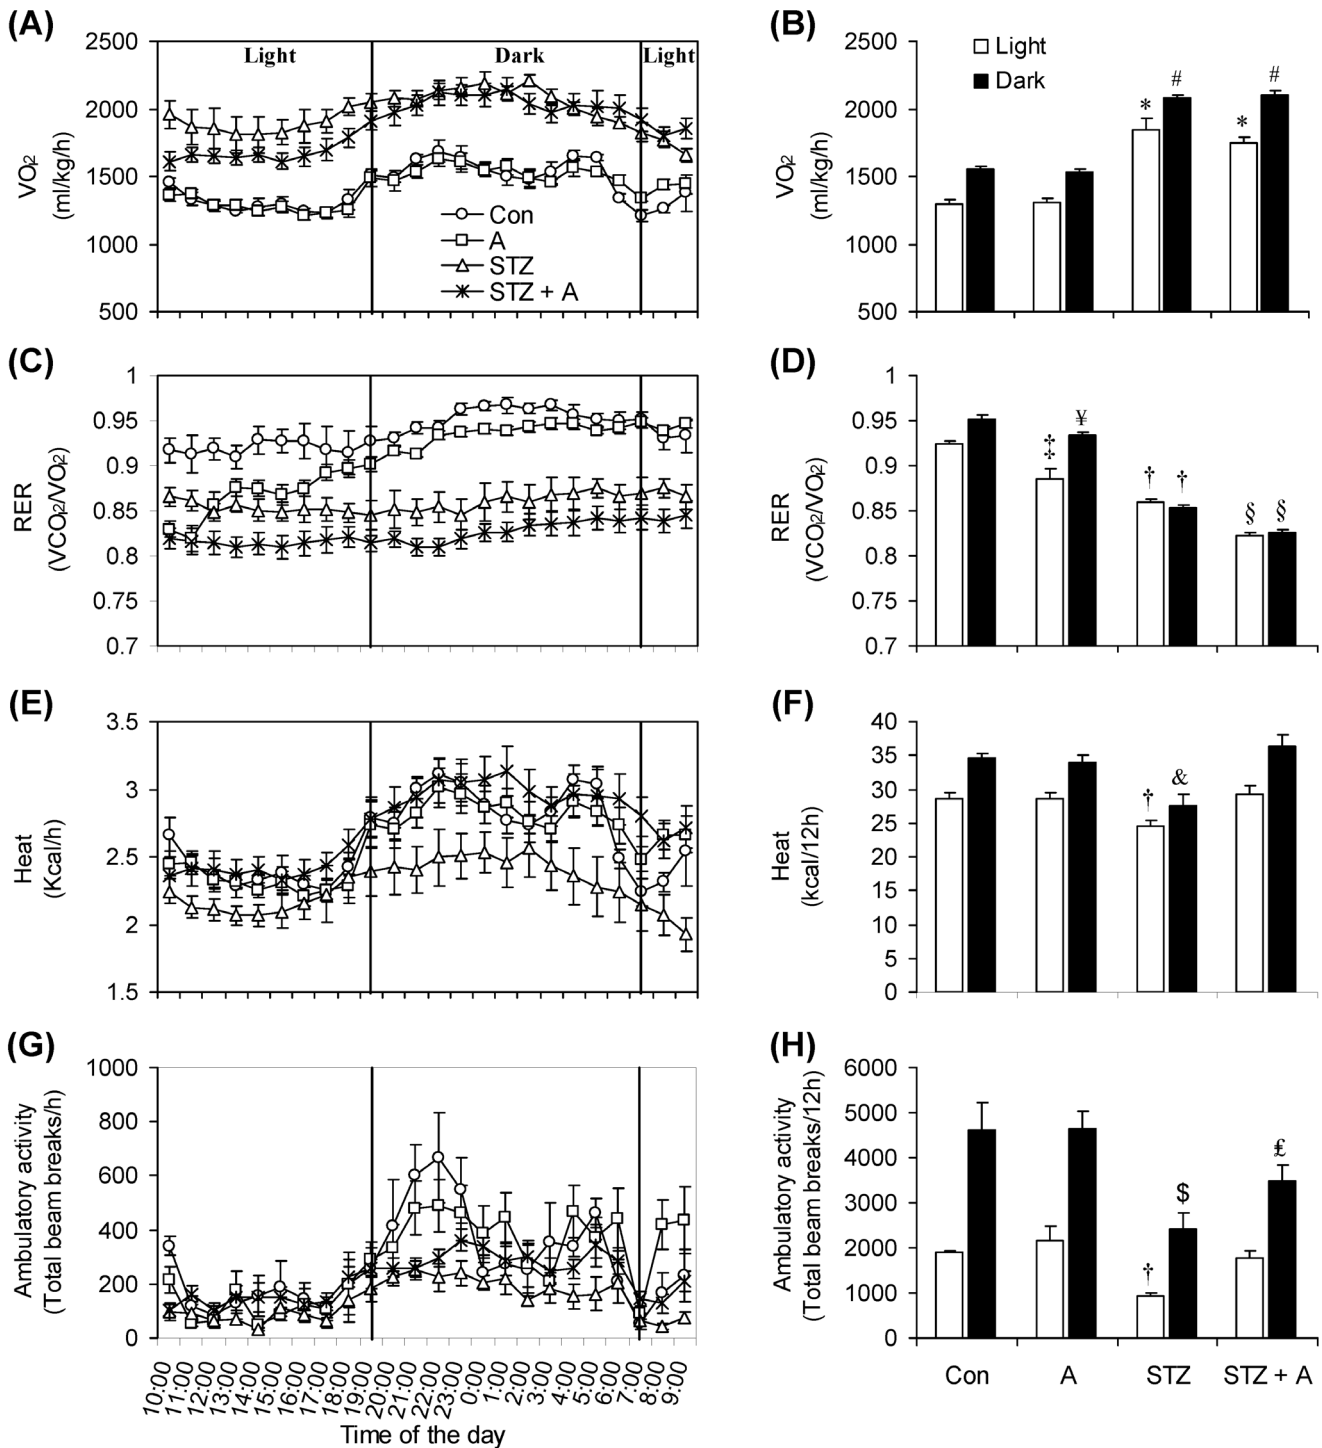 (A)
2500
2000
1500
1000
500
VO₂
(ml/kg/h)
Light
Dark
Light
Con
A
STZ
STZ + A
(B)
2500
2000
1500
1000
500
VO₂
(ml/kg/h)
Light
Dark
*
#
*
#
(C)
1
0.95
0.9
0.85
0.8
0.75
0.7
RER
(VCO₂/VO₂)
(D)
1
0.95
0.9
0.85
0.8
0.75
0.7
RER
(VCO₂/VO₂)
‡
¥
†
†
§
§
(E)
3.5
3
2.5
2
1.5
Heat
(Kcal/h)
(F)
40
35
30
25
20
15
10
5
0
Heat
(kcal/12h)
†
&
(G)
1000
800
600
400
200
0
Ambulatory activity
(Total beam breaks/h)
10:00
11:00
12:00
13:00
14:00
15:00
16:00
17:00
18:00
19:00
20:00
21:00
22:00
23:00
0:00
1:00
2:00
3:00
4:00
5:00
6:00
7:00
8:00
9:00
Time of the day
(H)
6000
5000
4000
3000
2000
1000
0
Ambulatory activity
(Total beam breaks/12h)
†
$
₤
Con
A
STZ
STZ + A